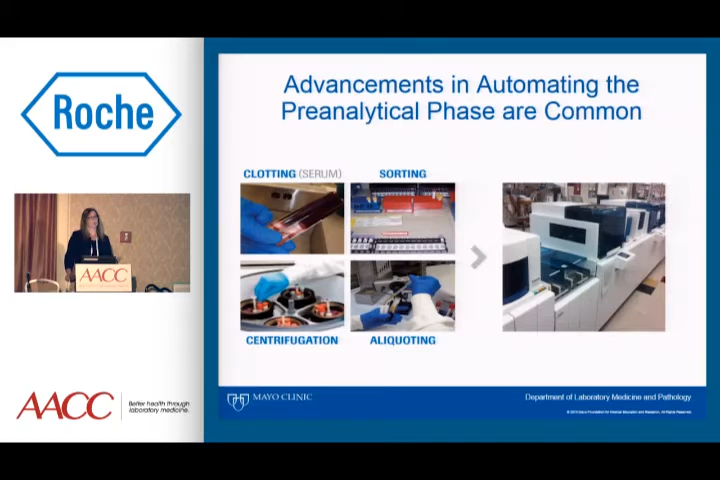 Roche
AACC
AACC
Better health through
laboratory medicine.
Advancements in Automating the
Preanalytical Phase are Common
CLOTTING (SERUM)
SORTING
CENTRIFUGATION
ALIQUOTING
MAYO CLINIC
Department of Laboratory Medicine and Pathology